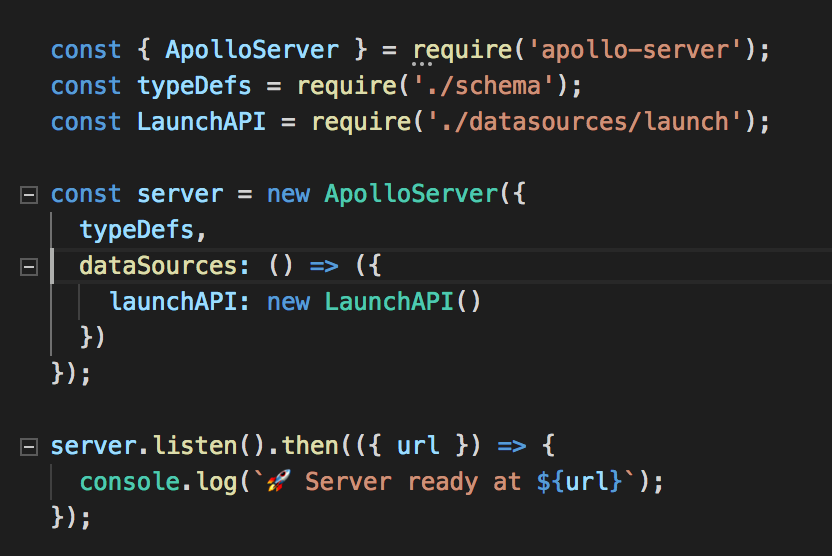 const { ApolloServer } = require('apollo-server');
const typeDefs = require('./schema');
const LaunchAPI = require('./datasources/launch');
const server = new ApolloServer({
typeDefs,
dataSources: () => ({
launchAPI: new LaunchAPI()
})
});
server.listen().then(({ url }) => {
console.log(`🚀 Server ready at ${url}`);
});